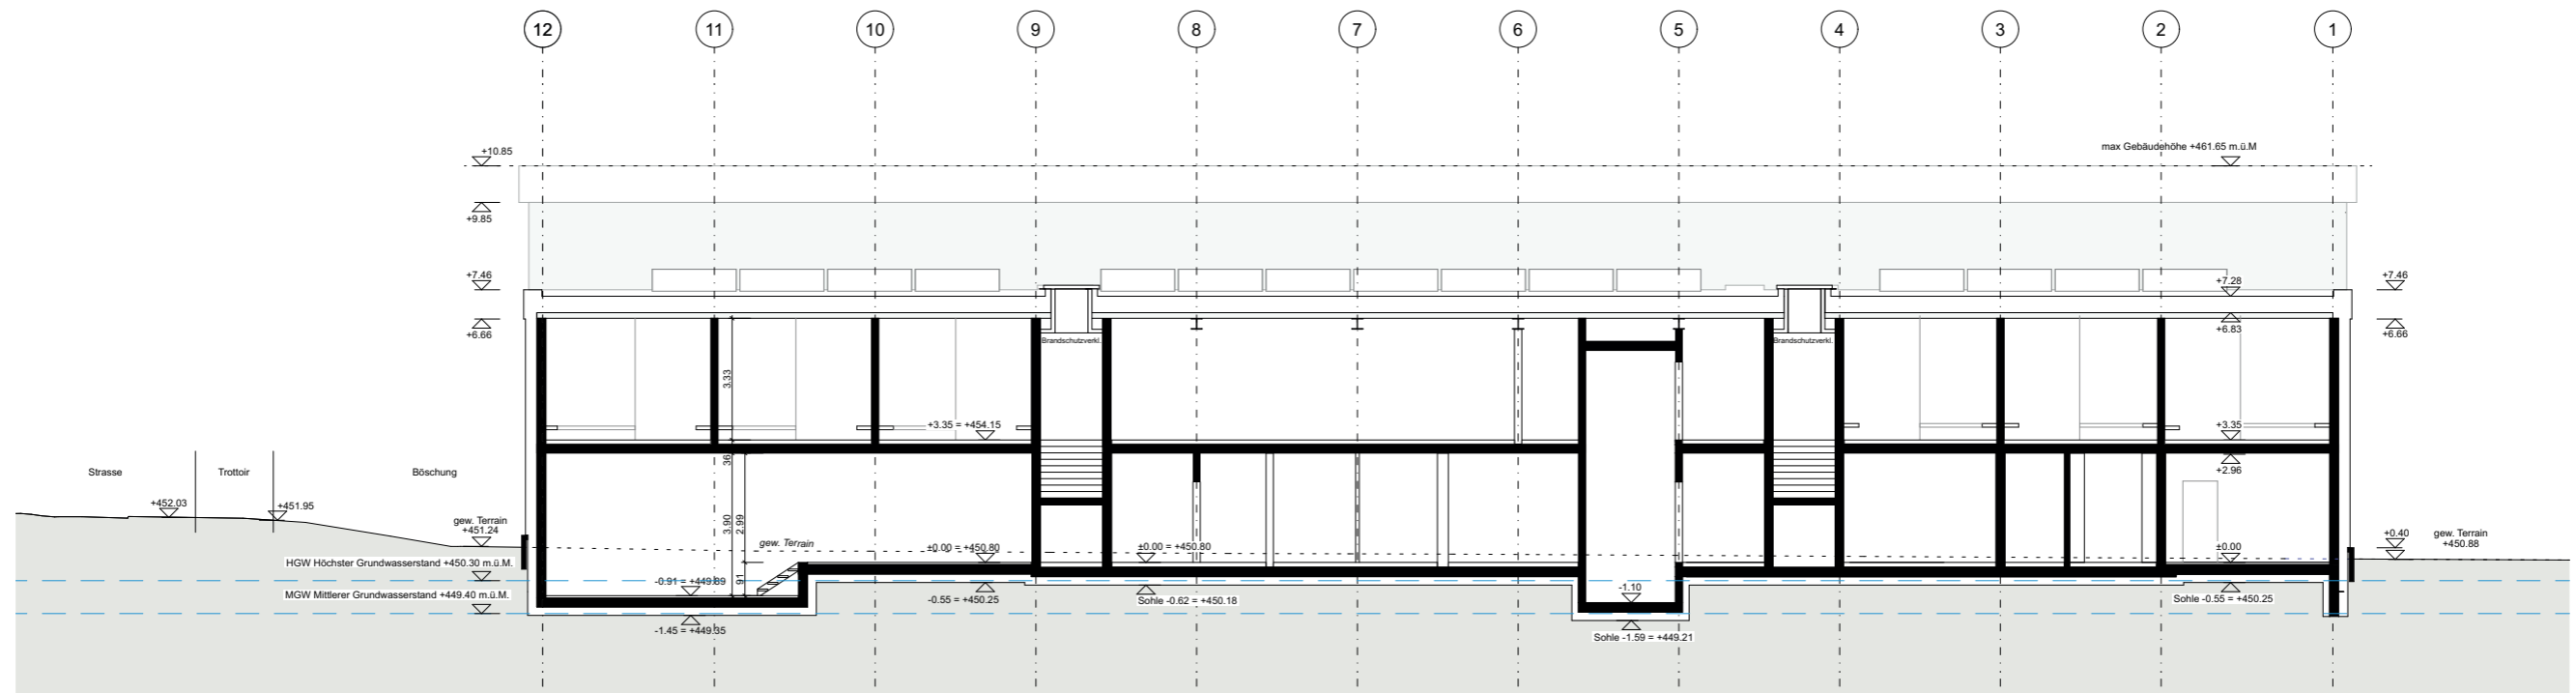 12 11 10 9 8 7 6 5 4 3 2 1
+10.85
max Gebäudehöhe +461.65 m.ü.M
+9.85
+7.46
+7.46
+7.28
+6.66
+6.83
+6.66
Brandschutzverkl.
Brandschutzverkl.
3.33
+3.35 = +454.15
+3.35
36
+2.96
Strasse
Trottoir
Böschung
+452.03
+451.95
gew. Terrain
+451.24
3.90
2.99
gew. Terrain
+0.40
gew. Terrain
+450.88
±0.00 = +450.80
±0.00 = +450.80
±0.00
HGW Höchster Grundwasserstand +450.30 m.ü.M.
91
-0.91 = +449.89
-1.10
MGW Mittlerer Grundwasserstand +449.40 m.ü.M.
-0.55 = +450.25
Sohle -0.62 = +450.18
Sohle -0.55 = +450.25
-1.45 = +449.35
Sohle -1.59 = +449.21